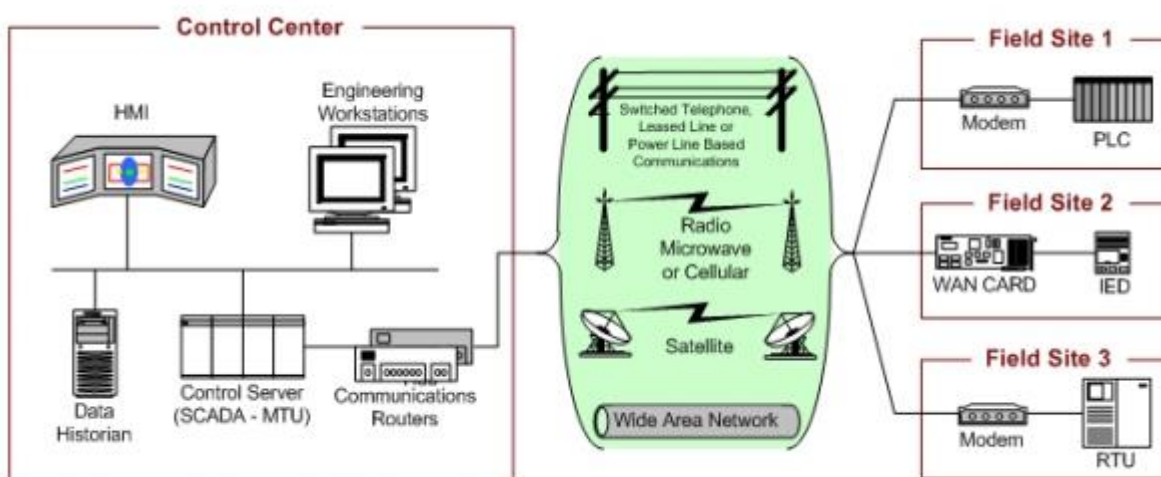 Control Center
HMI
Engineering
Workstations
Data
Historian
Control Server
(SCADA - MTU)
Communications
Routers
Switched Telephone,
Leased Line or
Power Line Based
Communications
Radio
Microwave
or Cellular
Satellite
Wide Area Network
Field Site 1
Modem
PLC
Field Site 2
WAN CARD
IED
Field Site 3
Modem
RTU